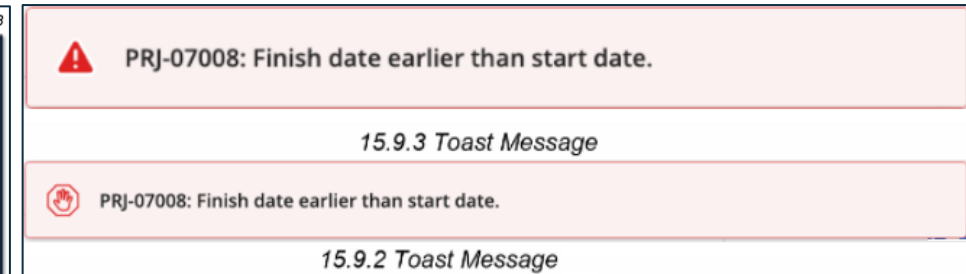 PRJ-07008: Finish date earlier than start date.
15.9.3 Toast Message
PRJ-07008: Finish date earlier than start date.
15.9.2 Toast Message